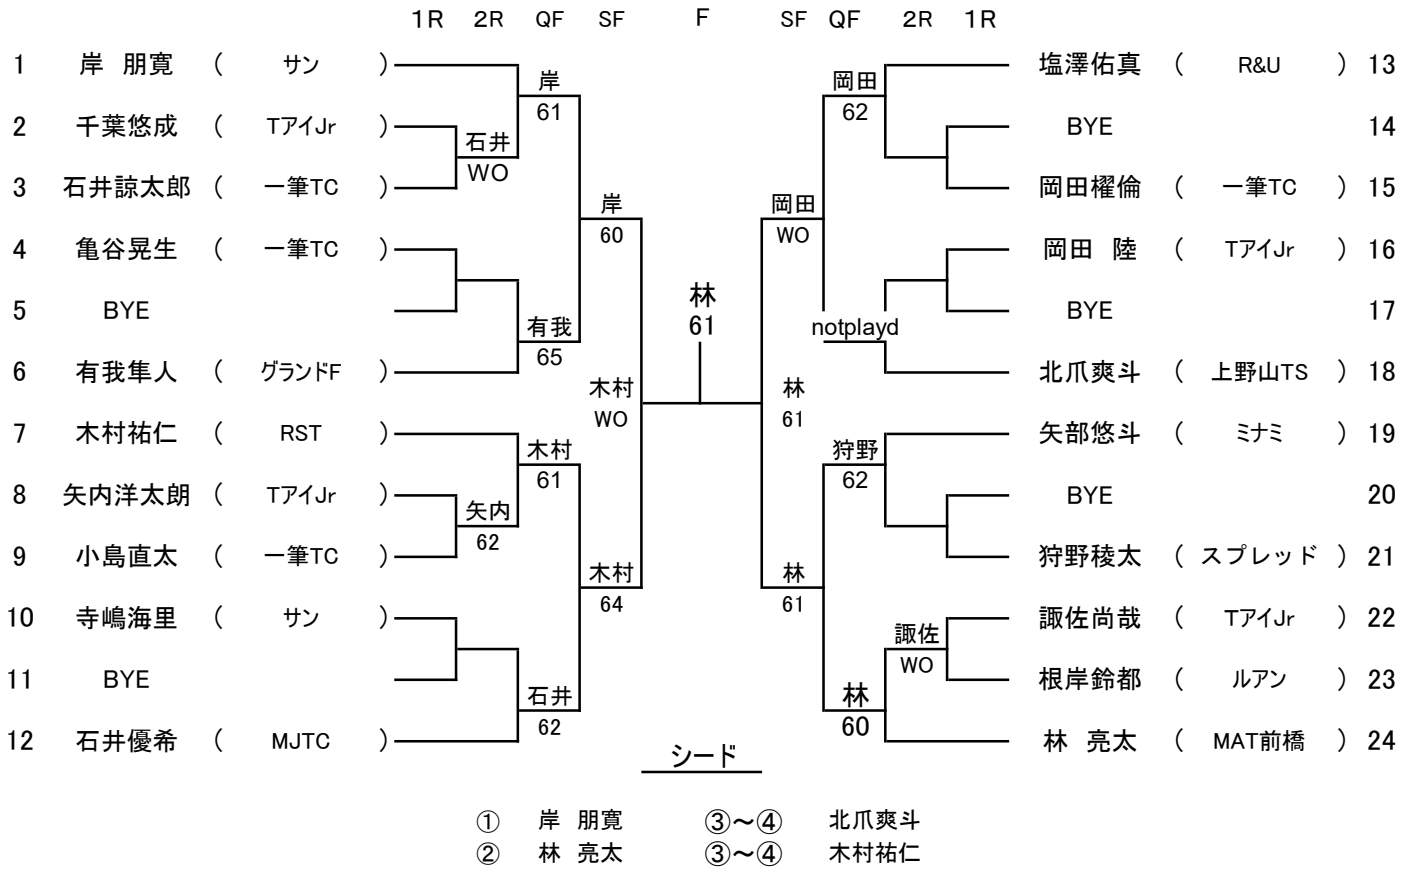 1R 2R QF SF F SF QF 2R 1R
1 岸 朋寛 ( サン ) 岸 岡田 塩澤佑真 ( R&U ) 13
61 62
2 千葉悠成 ( TアイJr ) 石井 BYE 14
WO
3 石井諒太郎 ( 一筆TC ) 岸 岡田 岡田櫂倫 ( 一筆TC ) 15
60 WO
4 亀谷晃生 ( 一筆TC ) 岡田 陸 ( TアイJr ) 16
林
5 BYE 有我 61 notplayd BYE 17
65
6 有我隼人 ( グランドF ) 木村 林 北爪爽斗 ( 上野山TS ) 18
WO 61
7 木村祐仁 ( RST ) 木村 狩野 矢部悠斗 ( ミナミ ) 19
61 62
8 矢内洋太朗 ( TアイJr ) 矢内 BYE 20
62
9 小島直太 ( 一筆TC ) 木村 林 狩野稜太 ( スプレッド ) 21
64 61
10 寺嶋海里 ( サン ) 諏佐 諏佐尚哉 ( TアイJr ) 22
WO
11 BYE 石井 林 根岸鈴都 ( ルアン ) 23
62 60
12 石井優希 ( MJTC ) 林 亮太 ( MAT前橋 ) 24
シード
① 岸 朋寛 ③～④ 北爪爽斗
② 林 亮太 ③～④ 木村祐仁